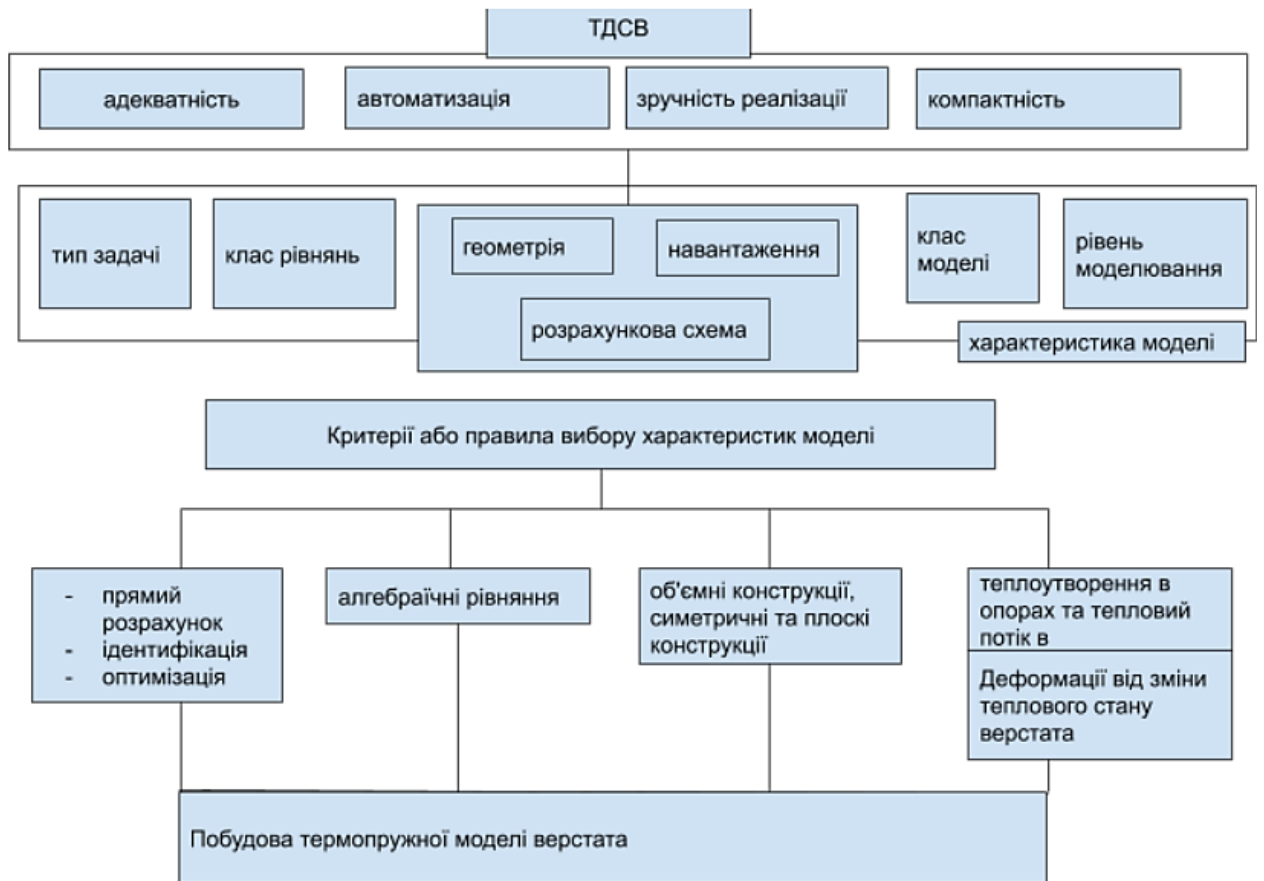 ТДСВ
адекватність
автоматизація
зручність реалізації
компактність
тип задачі
клас рівнянь
геометрія
навантаження
розрахункова схема
клас
моделі
рівень
моделювання
характеристика моделі
Критерії або правила вибору характеристик моделі
- прямий
розрахунок
- ідентифікація
- оптимізація
алгебраїчні рівняння
об'ємні конструкції,
симетричні та плоскі
конструкції
теплоутворення в
опорах та тепловий
потік в
Деформації від зміни
теплового стану
верстата
Побудова термопружної моделі верстата